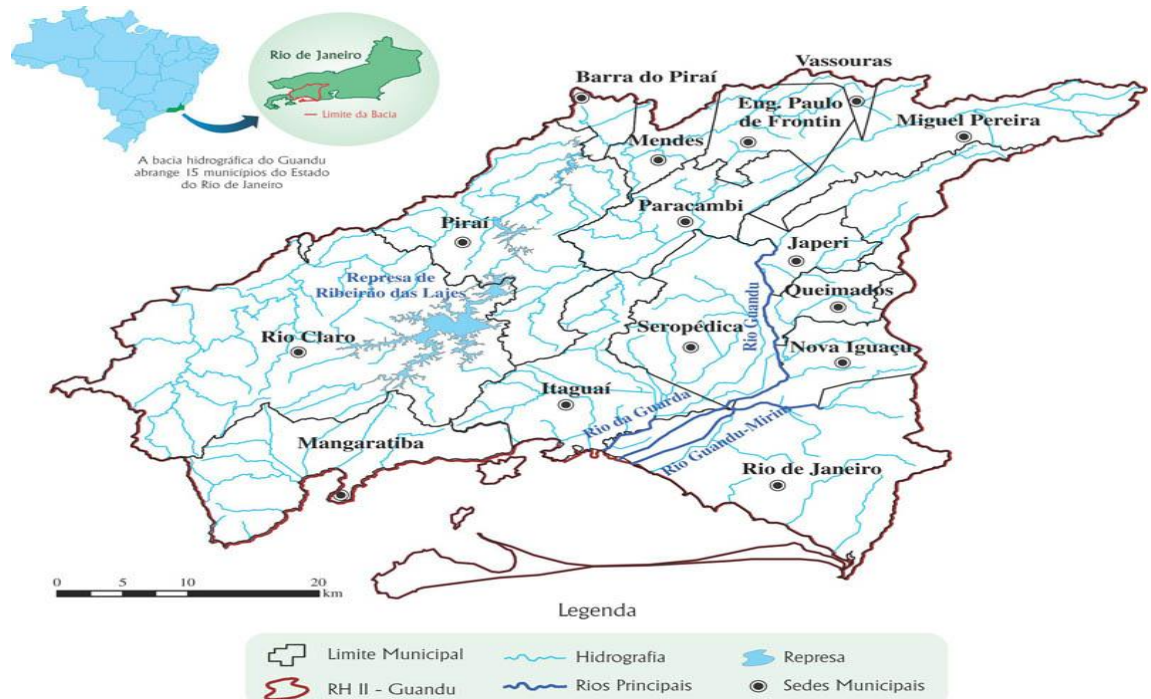 Rio de Janeiro
Limite da Bacia
A bacia hidrográfica do Guandu
abrange 15 municípios do Estado
do Rio de Janeiro
Vassouras
Barra do Piraí
Eng. Paulo
de Frontin
Miguel Pereira
Mendes
Paracambi
Piraí
Japeri
Represa de
Ribeirão das Lajes
Queimados
Rio Guandu
Seropédica
Rio Claro
Nova Iguaçu
Itaguaí
Rio da Guarda
Rio Guandu-Mirim
Mangaratiba
Rio de Janeiro
0 5 10 20
km
Legenda
Limite Municipal
Hidrografia
Represa
RH II - Guandu
Rios Principais
Sedes Municipais